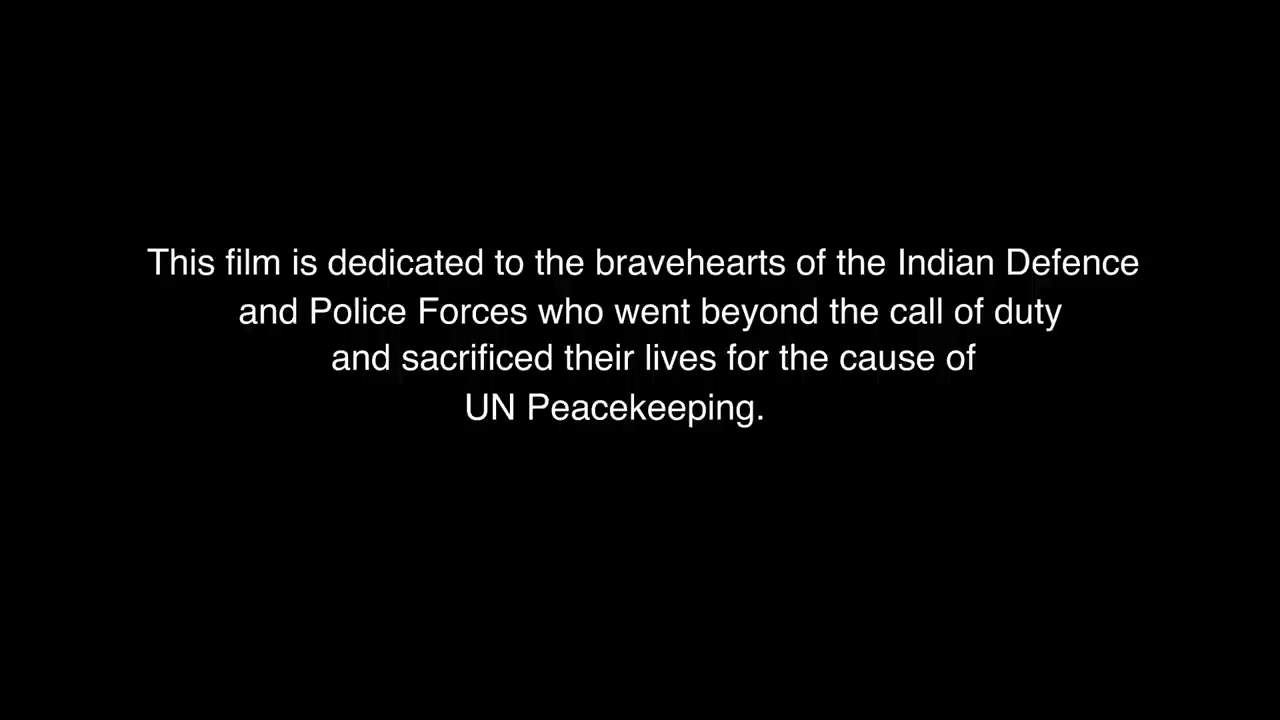 This film is dedicated to the bravehearts of the Indian Defence
and Police Forces who went beyond the call of duty
and sacrificed their lives for the cause of
UN Peacekeeping.